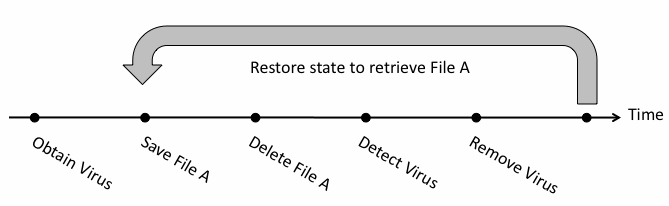 Restore state to retrieve File A
Time
Obtain Virus
Save File A
Delete File A
Detect Virus
Remove Virus